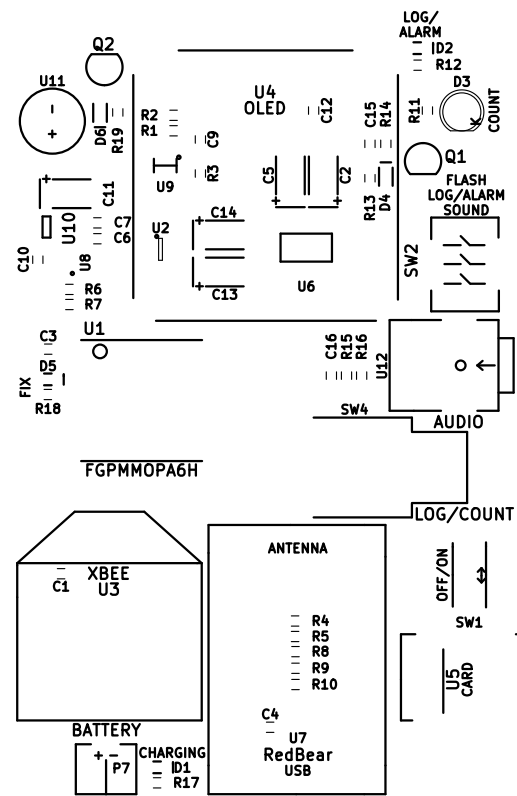 LOG/
ALARM
D2
R12
Q2
U11
- 
+
D6
R19
R2
R1
C9
R3
U9
U4
OLED
C12
C15
R14
R11
D3
K
COUNT
Q1
C5
+
C2
+
R13
D4
FLASH
LOG/ALARM
SOUND
SW2
+
C11
U10
C7
C6
C10
U8
R6
R7
U2
C14
+
+
C13
U6
U1
C3
D5
FIX
R18
C16
R15
R16
U12
SW4
AUDIO
FGPMMOPA6H
LOG/COUNT
ANTENNA
XBEE
U3
C1
OFF/ON
SW1
R4
R5
R8
R9
R10
U5
CARD
C4
U7
RedBear
USB
BATTERY
+ -
P7
CHARGING
D1
R17